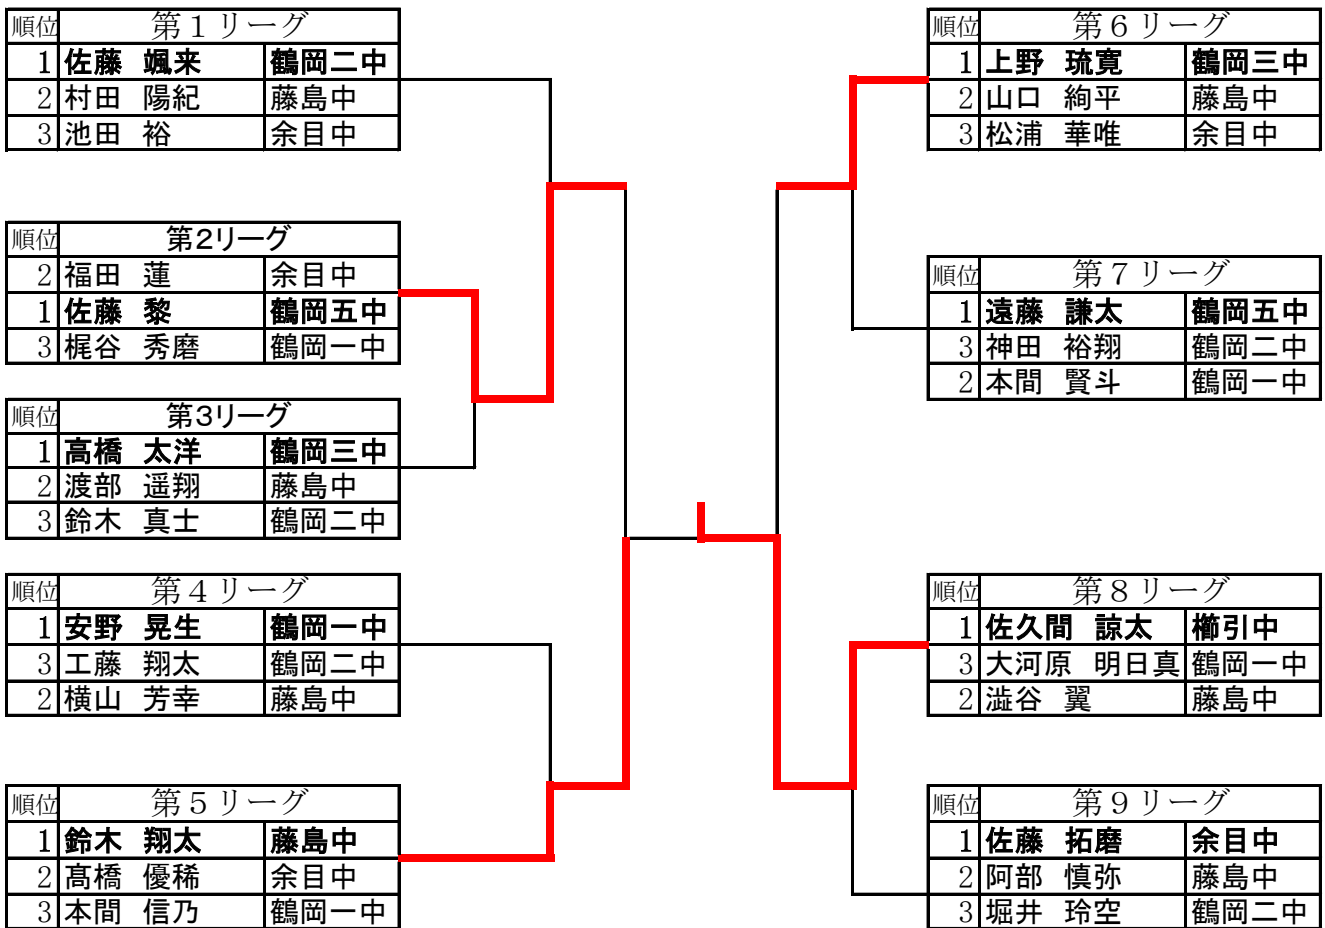 順位 第１リーグ
1 佐藤 颯来 鶴岡二中
2 村田 陽紀 藤島中
3 池田 裕 余目中
順位 第2リーグ
2 福田 蓮 余目中
1 佐藤 黎 鶴岡五中
3 梶谷 秀磨 鶴岡一中
順位 第3リーグ
1 高橋 太洋 鶴岡三中
2 渡部 遥翔 藤島中
3 鈴木 真士 鶴岡二中
順位 第４リーグ
1 安野 晃生 鶴岡一中
3 工藤 翔太 鶴岡二中
2 横山 芳幸 藤島中
順位 第５リーグ
1 鈴木 翔太 藤島中
2 髙橋 優稀 余目中
3 本間 信乃 鶴岡一中
順位 第６リーグ
1 上野 琉寛 鶴岡三中
2 山口 絢平 藤島中
3 松浦 華唯 余目中
順位 第７リーグ
1 遠藤 謙太 鶴岡五中
3 神田 裕翔 鶴岡二中
2 本間 賢斗 鶴岡一中
順位 第８リーグ
1 佐久間 諒太 櫛引中
3 大河原 明日真 鶴岡一中
2 澁谷 翼 藤島中
順位 第９リーグ
1 佐藤 拓磨 余目中
2 阿部 慎弥 藤島中
3 堀井 玲空 鶴岡二中